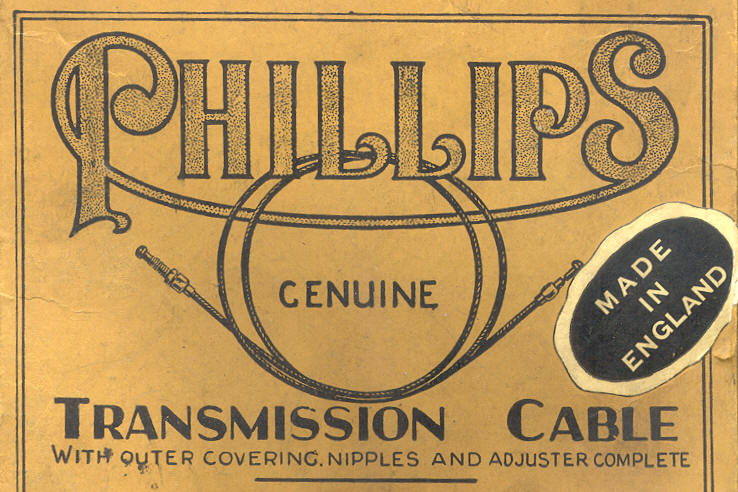 PHILLIPS
GENUINE
MADE
IN
ENGLAND
TRANSMISSION CABLE
WITH OUTER COVERING. NIPPLES AND ADJUSTER COMPLETE